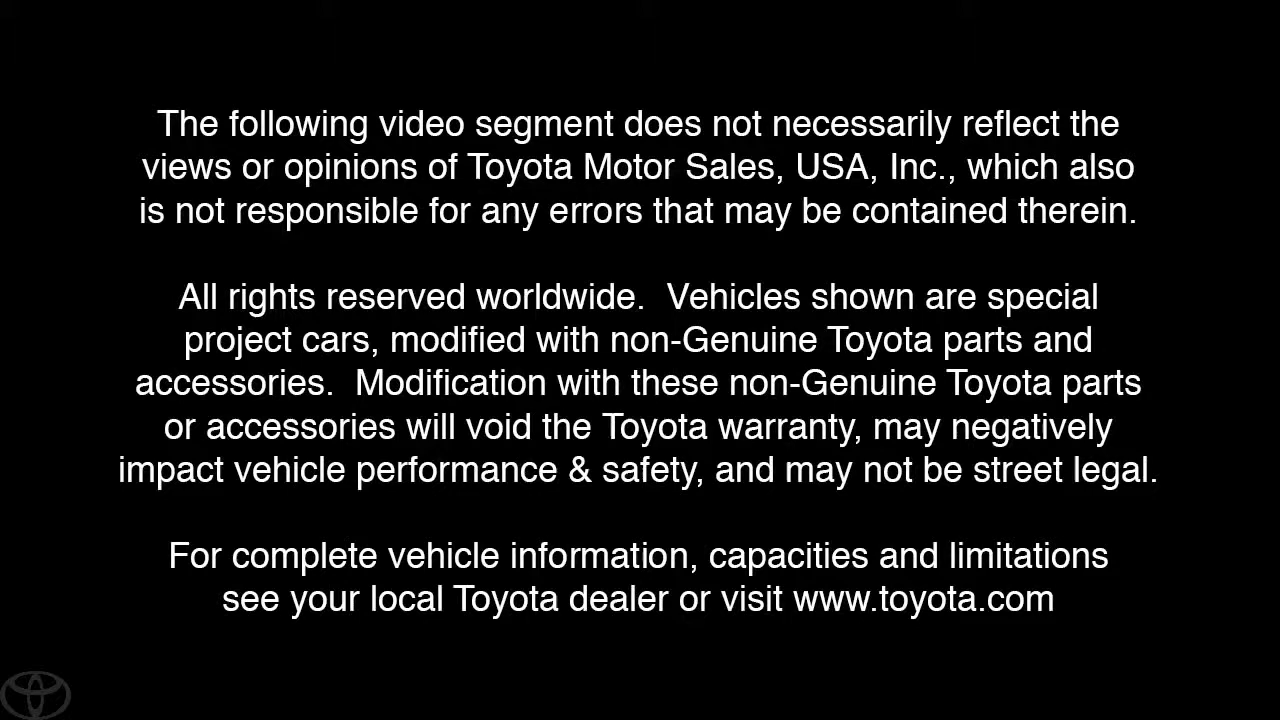 The following video segment does not necessarily reflect the
views or opinions of Toyota Motor Sales, USA, Inc., which also
is not responsible for any errors that may be contained therein.
All rights reserved worldwide.  Vehicles shown are special
project cars, modified with non-Genuine Toyota parts and
accessories.  Modification with these non-Genuine Toyota parts
or accessories will void the Toyota warranty, may negatively
impact vehicle performance & safety, and may not be street legal.
For complete vehicle information, capacities and limitations
see your local Toyota dealer or visit www.toyota.com